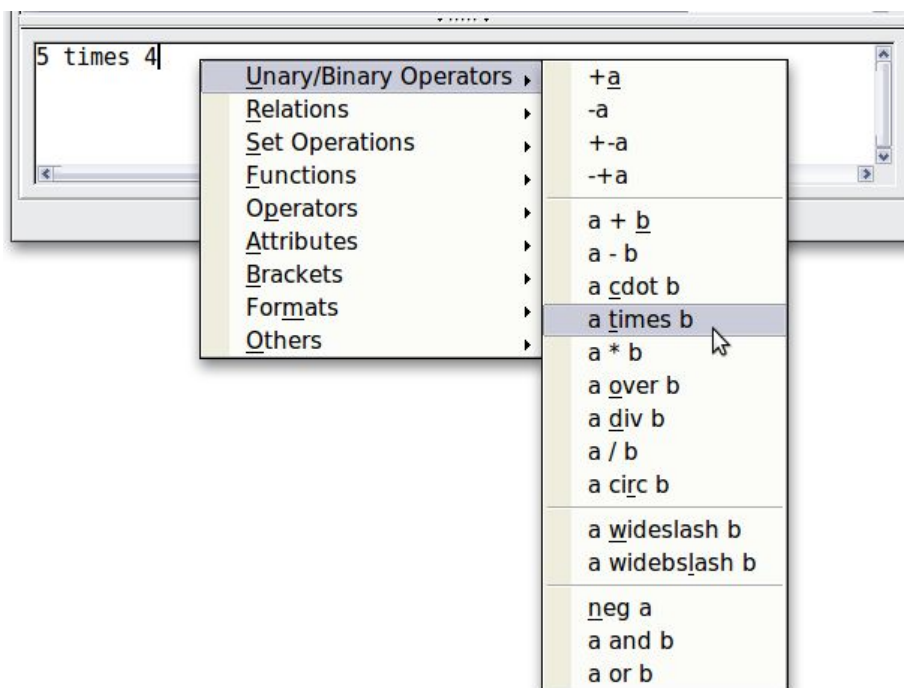 5 times 4
Unary/Binary Operators
Relations
Set Operations
Functions
Operators
Attributes
Brackets
Formats
Others
+a
-a
+-a
-+a
a + b
a - b
a cdot b
a times b
a * b
a over b
a div b
a / b
a circ b
a wideslash b
a widebslash b
neg a
a and b
a or b